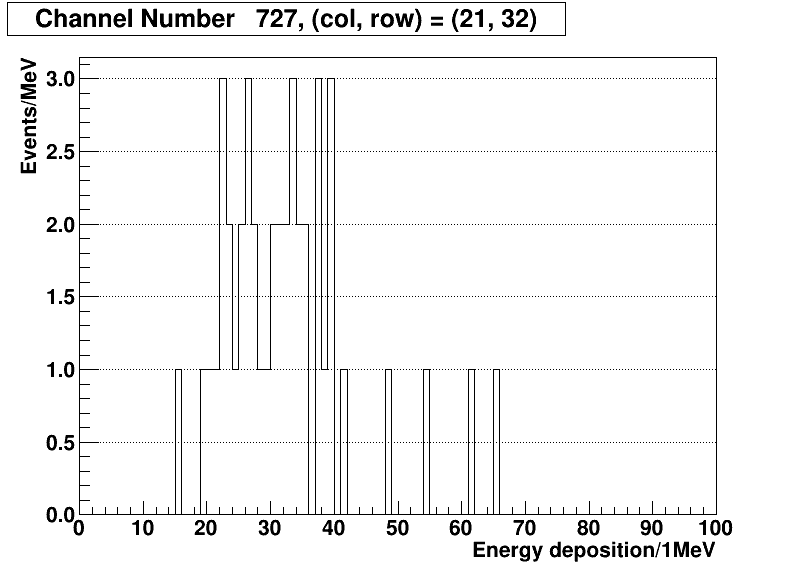 Channel Number 727, (col, row) = (21, 32)
Events/MeV
3.0
2.5
2.0
1.5
1.0
0.5
0.0
0 10 20 30 40 50 60 70 80 90 100
Energy deposition/1MeV